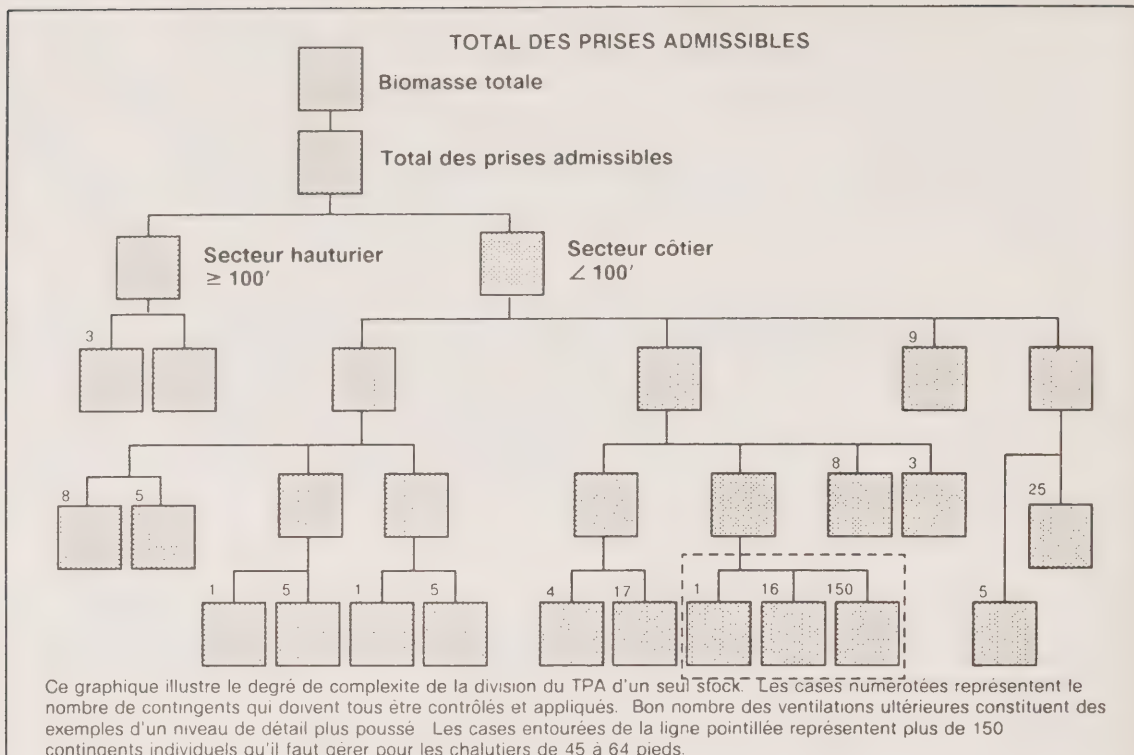 TOTAL DES PRISES ADMISSIBLES
Biomasse totale
Total des prises admissibles
Secteur hauturier
≥ 100'
Secteur côtier
∠ 100'
3
9
8
5
8
3
25
1
5
1
5
4
17
1
16
150
5
Ce graphique illustre le degré de complexite de la division du TPA d'un seul stock. Les cases numérotées représentent le
nombre de contingents qui doivent tous être contrôlés et appliqués. Bon nombre des ventilations ultérieures constituent des
exemples d'un niveau de détail plus poussé Les cases entourées de la ligne pointillée représentent plus de 150
contingents individuels qu'il faut gérer pour les chalutiers de 45 à 64 pieds.